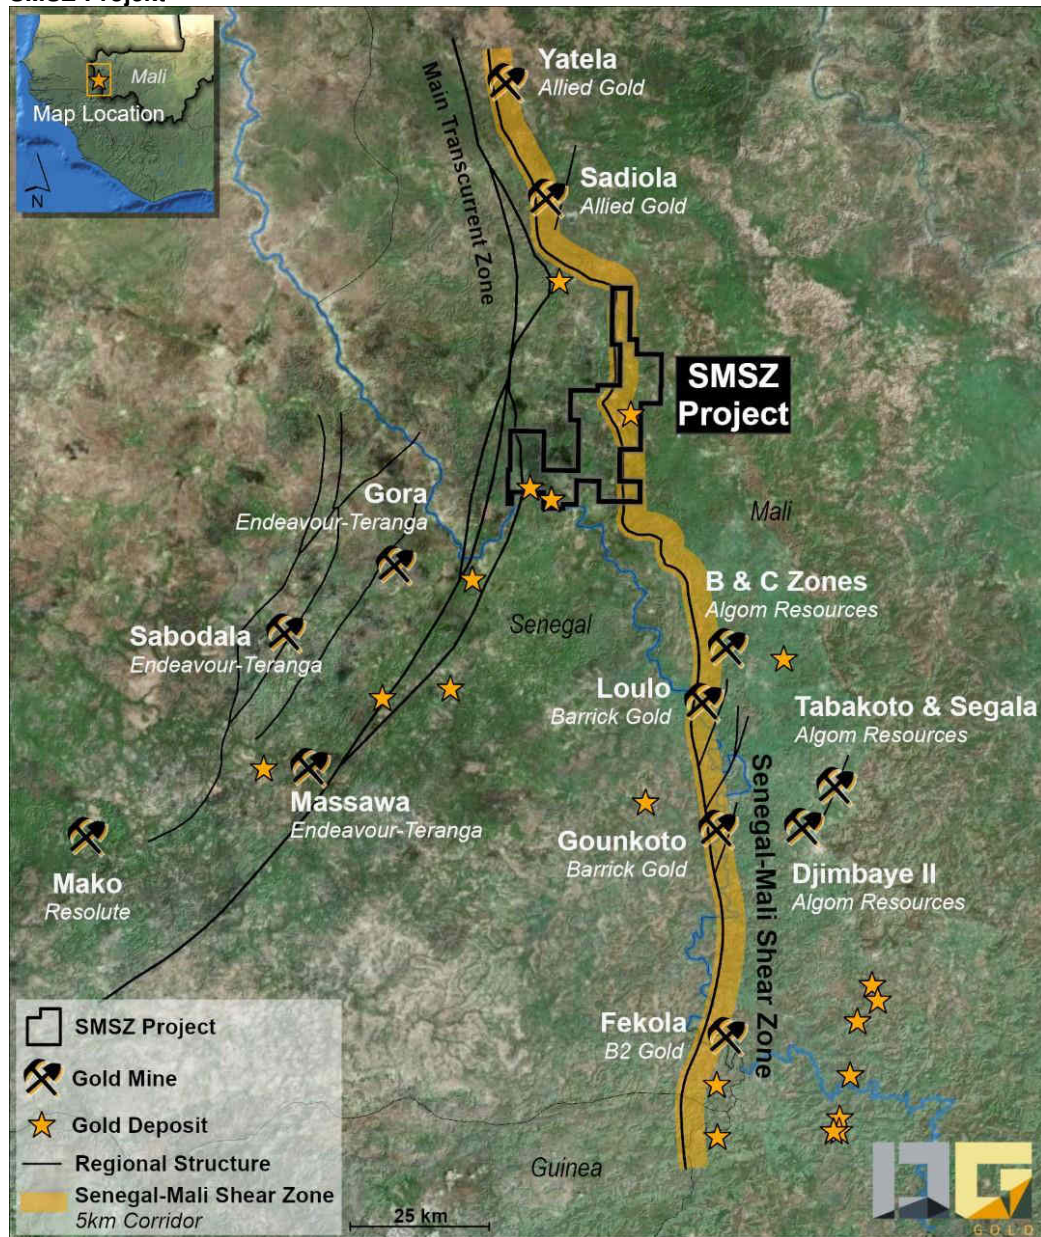 SMSZ Projekt
Mali
Map Location
N
Yatela
Allied Gold
Main Transcurrent Zone
Sadiola
Allied Gold
SMSZ
Project
Gora
Endeavour-Teranga
Mali
B & C Zones
Algom Resources
Senegal
Sabodala
Endeavour-Teranga
Loulo
Barrick Gold
Tabakoto & Segala
Algom Resources
Senegal-Mali Shear Zone
Massawa
Endeavour-Teranga
Gounkoto
Barrick Gold
Djimbaye II
Algom Resources
Mako
Resolute
Fekola
B2 Gold
SMSZ Project
Gold Mine
Gold Deposit
Regional Structure
Senegal-Mali Shear Zone
5km Corridor
25 km
Guinea
DG
GOLD